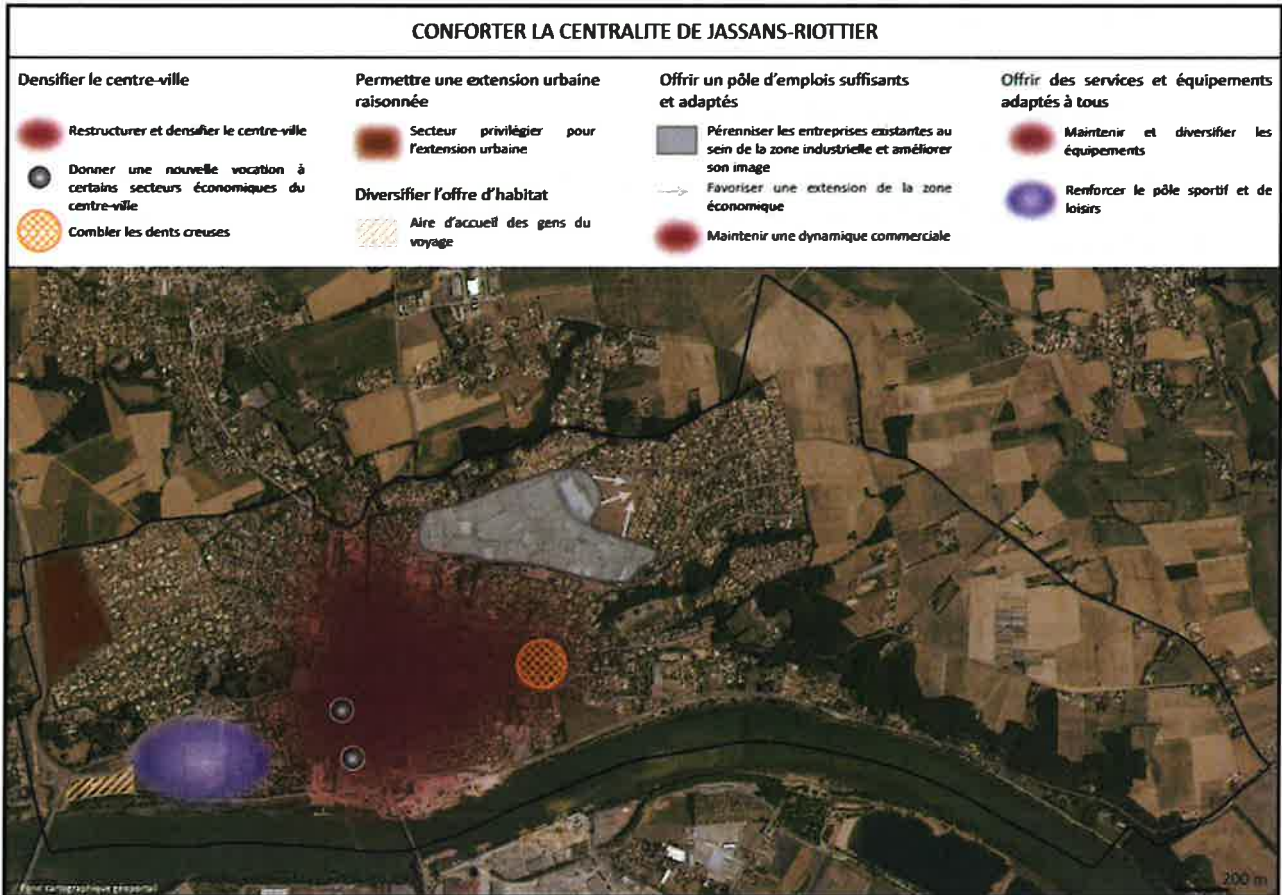 CONFORTER LA CENTRALITE DE JASSANS-RIOTTIER
Densifier le centre-ville
Restructurer et densifier le centre-ville
Donner une nouvelle vocation à
certains secteurs économiques du
centre-ville
Combler les dents creuses
Permettre une extension urbaine
raisonnée
Secteur privilégier pour
l'extension urbaine
Diversifier l'offre d'habitat
Aire d'accueil des gens du
voyage
Offrir un pôle d'emplois suffisants
et adaptés
Pérenniser les entreprises existantes au
sein de la zone industrielle et améliorer
son image
Favoriser une extension de la zone
économique
Maintenir une dynamique commerciale
Offrir des services et équipements
adaptés à tous
Maintenir et diversifier les
équipements
Renforcer le pôle sportif et de
loisirs
Fond cartographique géoportail
200 m